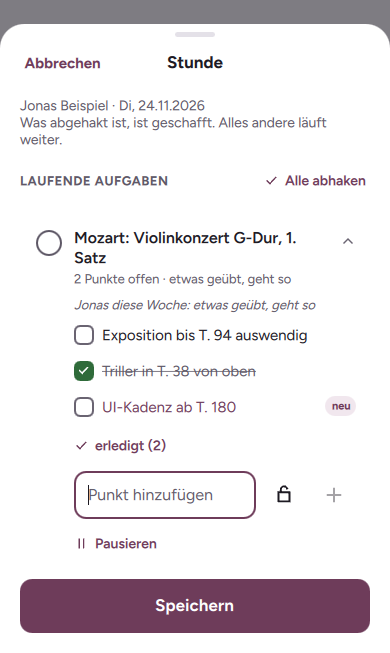 Abbrechen
Stunde
Jonas Beispiel · Di, 24.11.2026
Was abgehakt ist, ist geschafft. Alles andere läuft
weiter.
LAUFENDE AUFGABEN
Alle abhaken
Mozart: Violinkonzert G-Dur, 1.
Satz
2 Punkte offen · etwas geübt, geht so
Jonas diese Woche: etwas geübt, geht so
Exposition bis T. 94 auswendig
Triller in T. 38 von oben
UI-Kadenz ab T. 180
neu
erledigt (2)
Punkt hinzufügen
Pausieren
Speichern